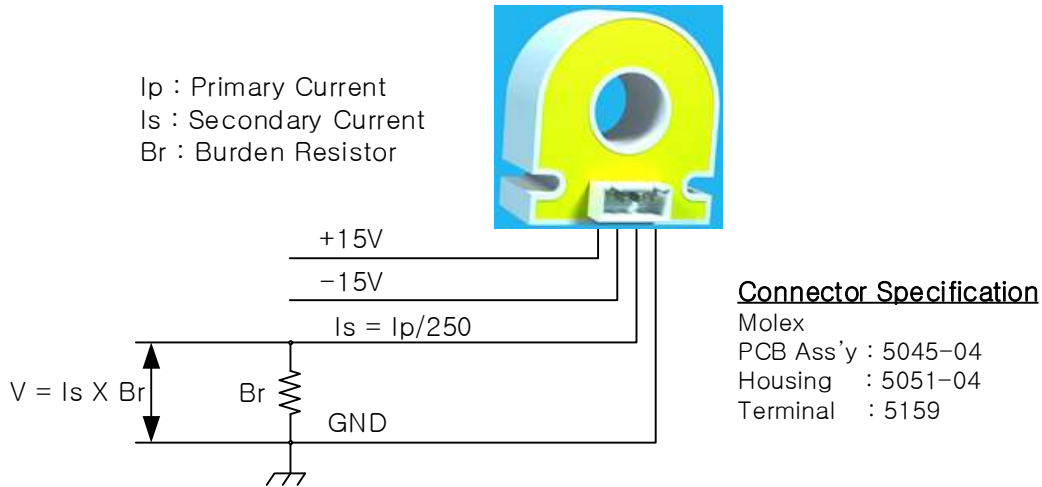 Ip : Primary Current
Is : Secondary Current
Br : Burden Resistor
+15V
-15V
Is = Ip/250
V = Is X Br
Br
GND
Connector Specification
Molex
PCB Ass'y : 5045-04
Housing : 5051-04
Terminal : 5159